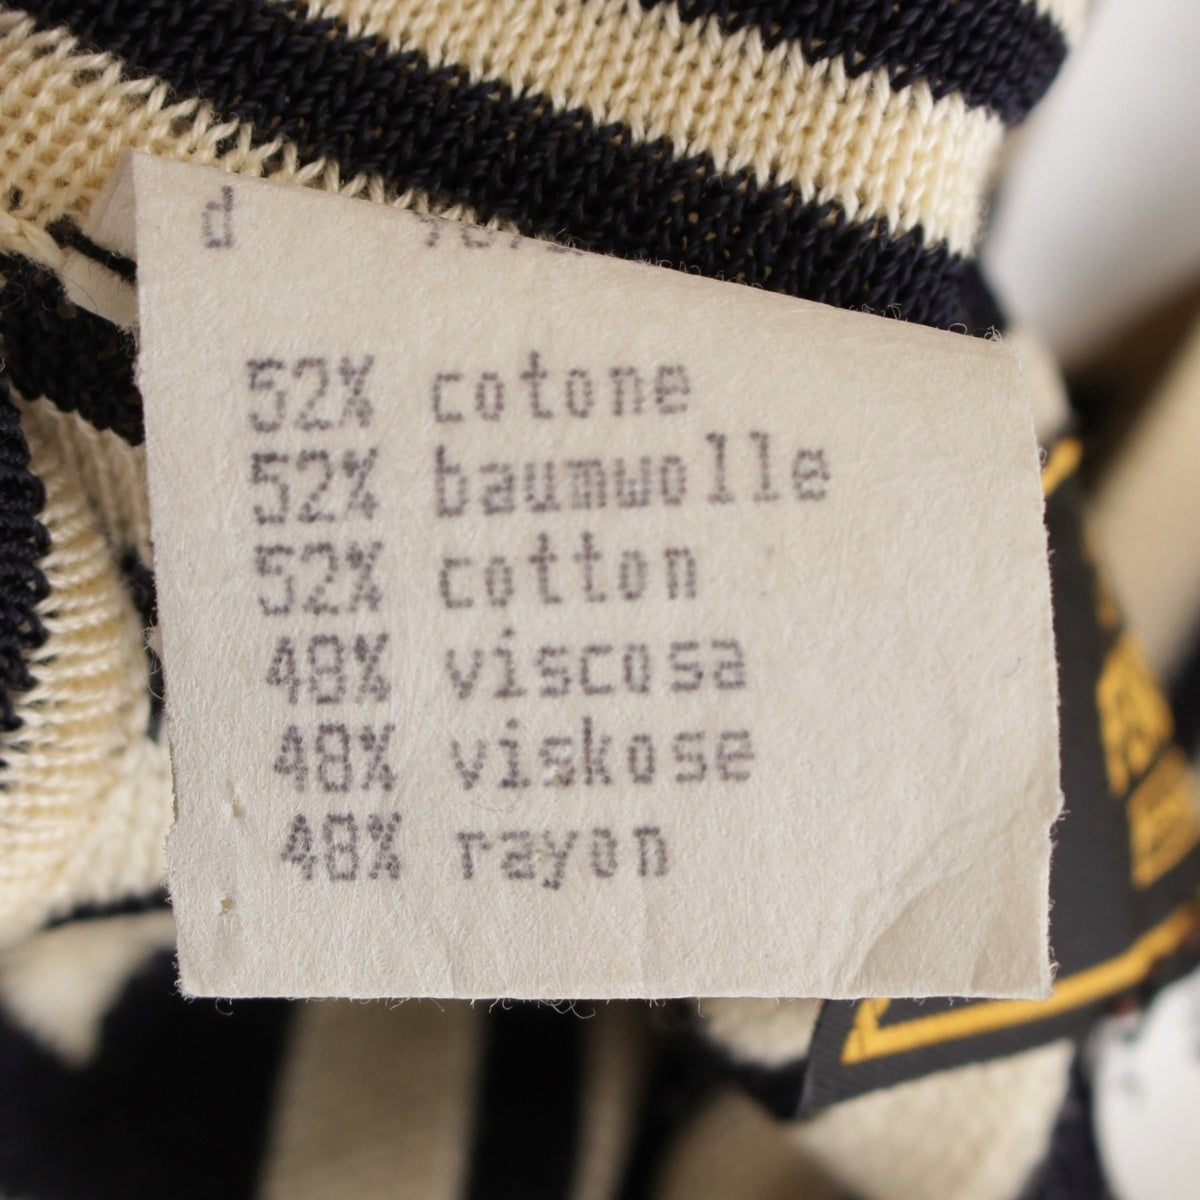 d
52% cotone
52% baumwolle
52% cotton
48% viscosa
48% viskose
48% rayon